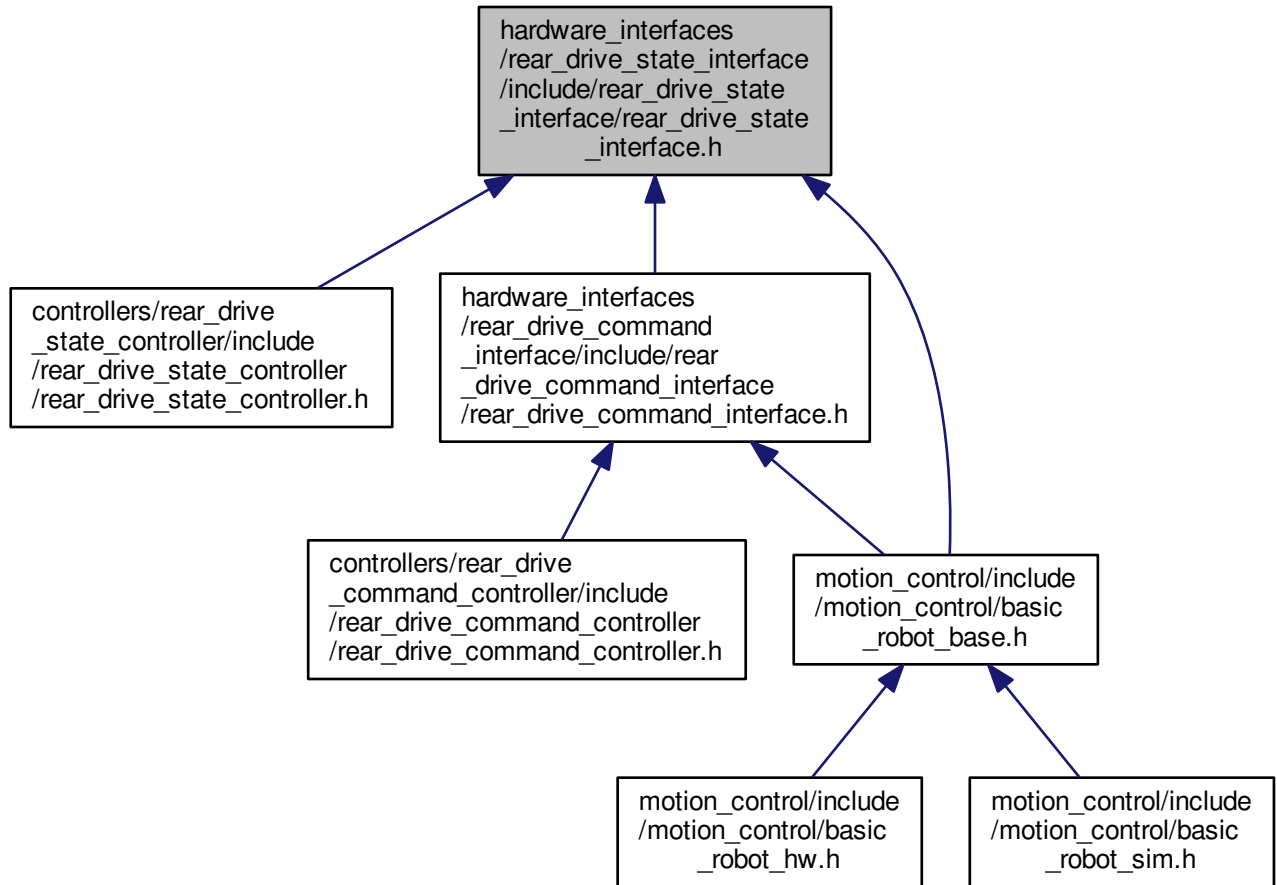 hardware_interfaces
/rear_drive_state_interface
/include/rear_drive_state
_interface/rear_drive_state
_interface.h
controllers/rear_drive
_state_controller/include
/rear_drive_state_controller
/rear_drive_state_controller.h
hardware_interfaces
/rear_drive_command
_interface/include/rear
_drive_command_interface
/rear_drive_command_interface.h
controllers/rear_drive
_command_controller/include
/rear_drive_command_controller
/rear_drive_command_controller.h
motion_control/include
/motion_control/basic
_robot_base.h
motion_control/include
/motion_control/basic
_robot_hw.h
motion_control/include
/motion_control/basic
_robot_sim.h